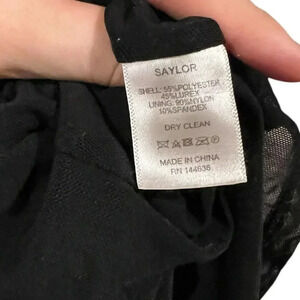 SAYLOR
SHELL: 55%POLYESTER
45%LUREX
LINING: 90%NYLON
10%SPANDEX
DRY CLEAN
MADE IN CHINA
RN 144636